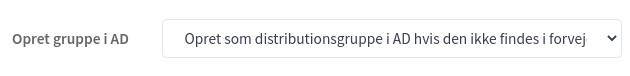 Opret gruppe i AD
Opret som distributionsgruppe i AD hvis den ikke findes i forvej